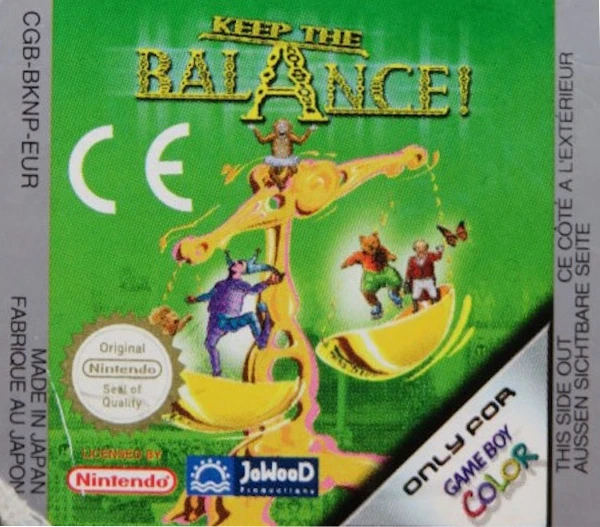 CGB-BKNP-EUR
KEEP THE
BALANCE!
CE
Original
Nintendo
Seal of
Quality
LICENSED BY
Nintendo
JoWooD
Productions
MADE IN JAPAN
FABRIQUE AU JAPON
ONLY FOR
GAME BOY
COLOR
THIS SIDE OUT CE CÔTÉ A L'EXTÉRIEUR
AUSSEN SICHTBARE SEITE